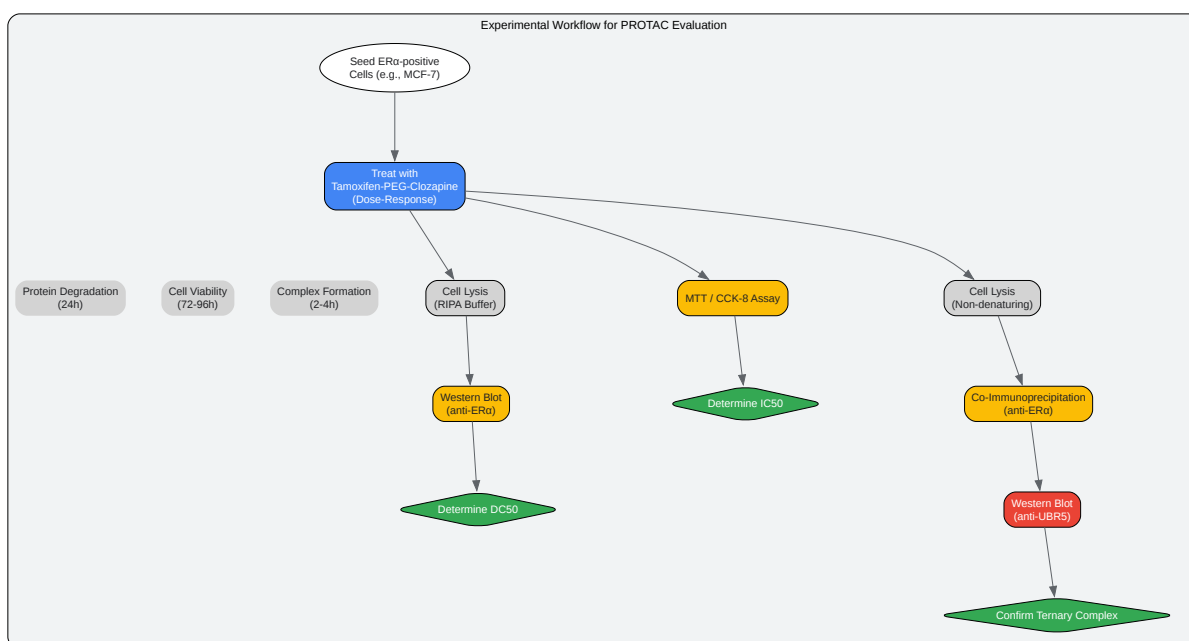 Experimental Workflow for PROTAC Evaluation
Seed ERα-positive
Cells (e.g., MCF-7)
Treat with
Tamoxifen-PEG-Clozapine
(Dose-Response)
Protein Degradation
(24h)
Cell Viability
(72-96h)
Complex Formation
(2-4h)
Cell Lysis
(RIPA Buffer)
MTT / CCK-8 Assay
Cell Lysis
(Non-denaturing)
Western Blot
(anti-ERα)
Determine IC50
Co-Immunoprecipitation
(anti-ERα)
Determine DC50
Western Blot
(anti-UBR5)
Confirm Ternary Complex